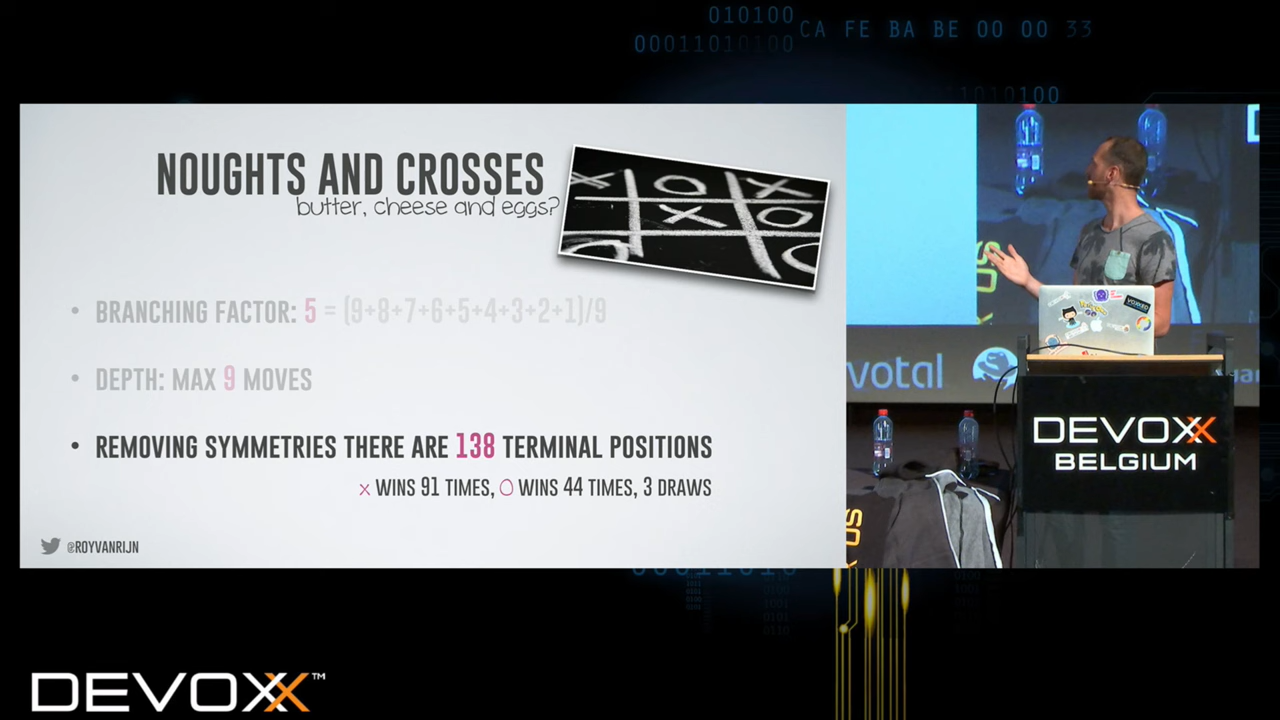 010100
00011010100
CA FE BA BE 00 00 33
1010100
NOUGHTS AND CROSSES
butter, cheese and eggs?
• BRANCHING FACTOR: 5 = (9+8+7+6+5+4+3+2+1)/9
• DEPTH: MAX 9 MOVES
• REMOVING SYMMETRIES THERE ARE 138 TERMINAL POSITIONS
X WINS 91 TIMES, O WINS 44 TIMES, 3 DRAWS
@ROYVANRIJN
votal
DEVOXX
BELGIUM
DEVOXX™